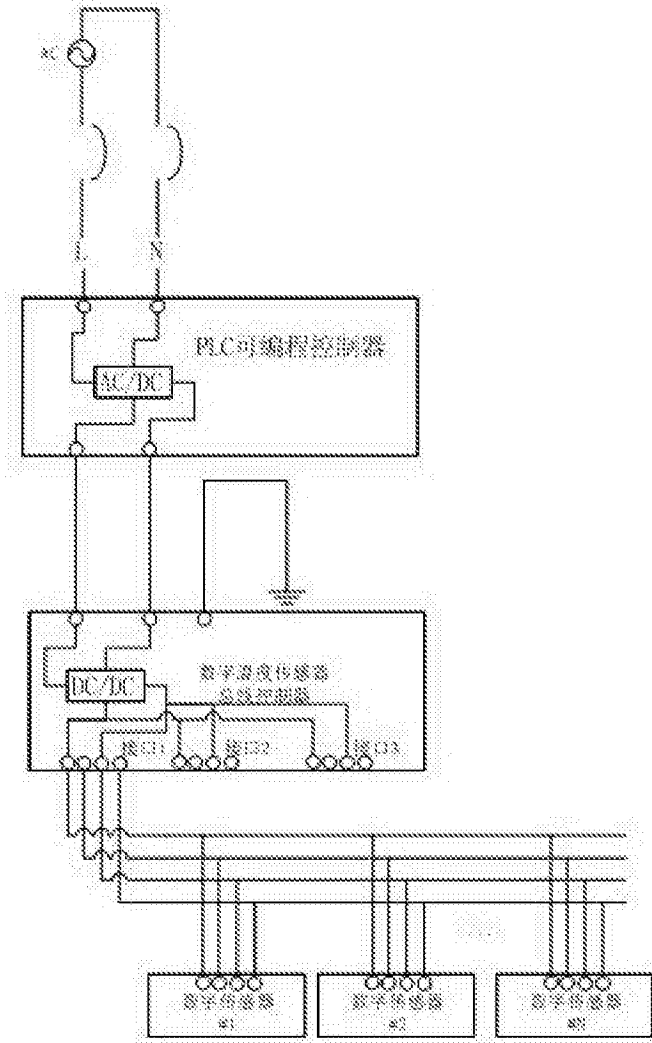 AC
L N
PLC可编程控制器
AC/DC
数字温度传感器
总线控制器
DC/DC
接口1 接口2 接口3
数字传感器 数字传感器 数字传感器
#1 #2 #N